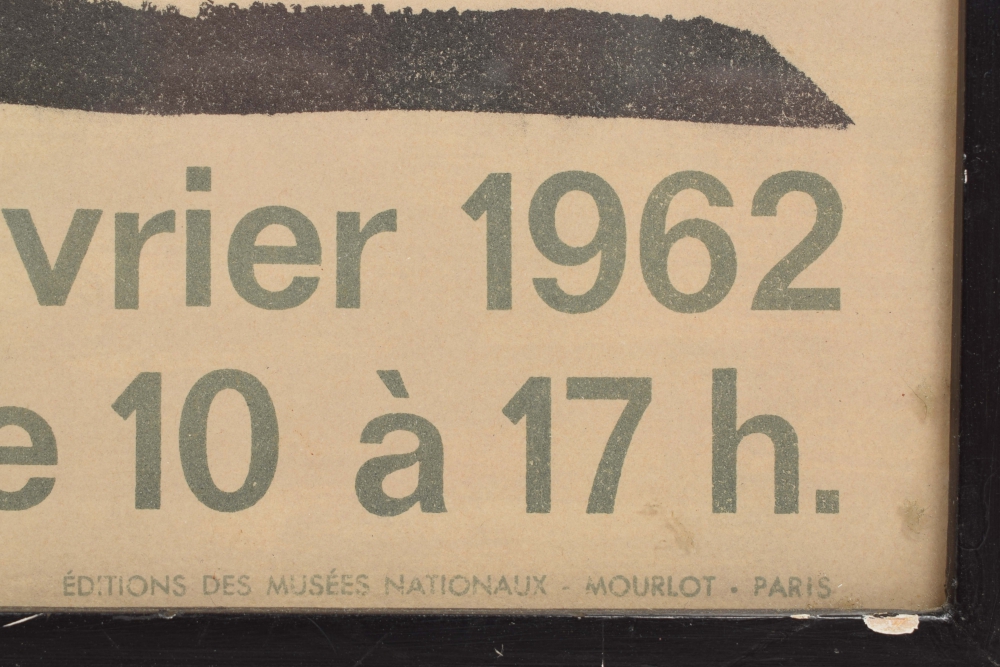 vrier 1962
e 10 à 17 h.
ÉDITIONS DES MUSÉES NATIONAUX - MOURLOT • PARIS